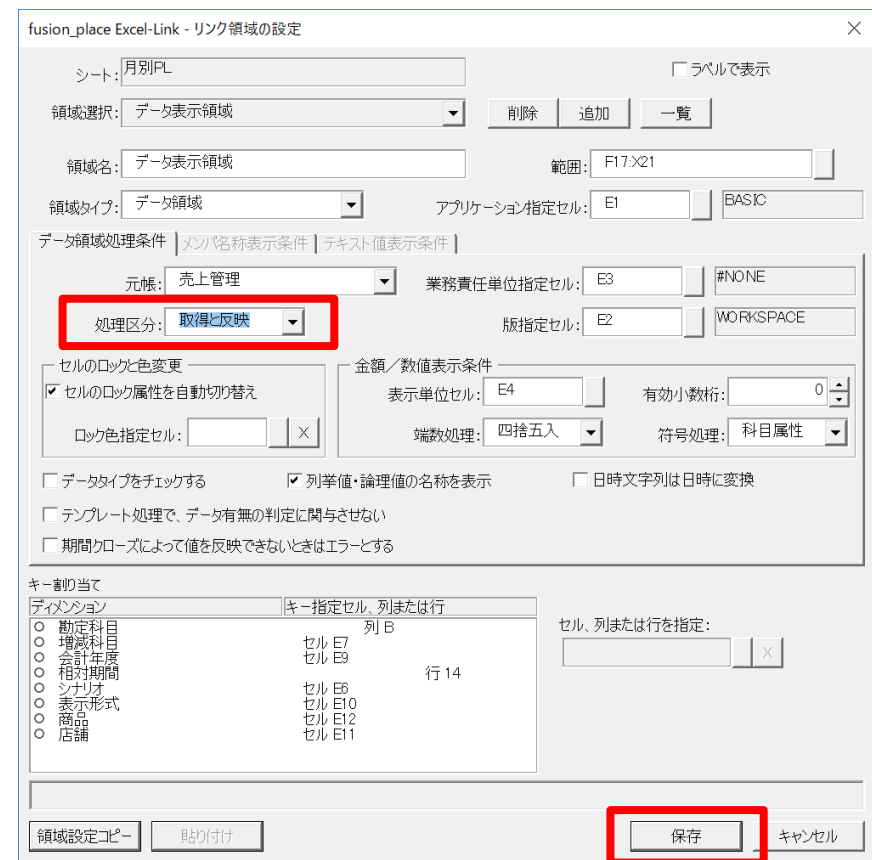 fusion_place Excel-Link - リンク領域の設定
シート: 月別PL ラベルで表示
領域選択: データ表示領域 削除 追加 一覧
領域名: データ表示領域 範囲: F17:X21
領域タイプ: データ領域 アプリケーション指定セル: E1 BASIC
データ領域処理条件 メンバ名称表示条件 テキスト値表示条件
元帳: 売上管理 業務責任単位指定セル: E3 #NONE
処理区分: 取得と反映 版指定セル: E2 WORKSPACE
セルのロックと色変更 金額/数値表示条件
セルのロック属性を自動切り替え 表示単位セル: E4 有効小数桁: 0
ロック色指定セル: X 端数処理: 四捨五入 符号処理: 科目属性
データタイプをチェックする 列挙値・論理値の名称を表示 日時文字列は日時に変換
テンプレート処理で、データ有無の判定に関与させない
期間クローズによって値を反映できないときはエラーとする
キー割り当て
ディメンション キー指定セル、列または行
セル、列または行を指定:
勘定科目 列 B
増減科目 セル E7
会計年度 セル E9
X
相対期間 行 14
シナリオ セル E6
表示形式 セル E10
商品 セル E12
店舗 セル E11
領域設定コピー 貼り付け 保存 キャンセル